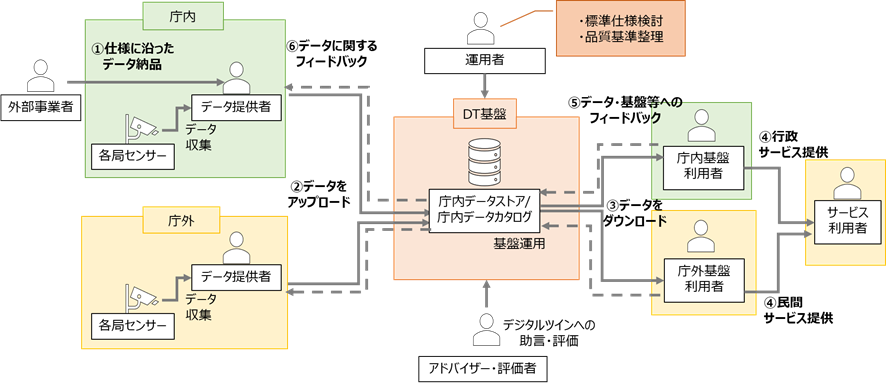 庁内
①仕様に沿った
データ納品
外部事業者
データ提供者
データ
収集
各局センサー
⑥データに関する
フィードバック
運用者
・標準仕様検討
・品質基準整理
DT基盤
庁内データストア/
庁内データカタログ
基盤運用
②データを
アップロード
⑤データ・基盤等への
フィードバック
庁内基盤
利用者
④行政
サービス提供
③データを
ダウンロード
サービス
利用者
庁外
データ提供者
データ
収集
各局センサー
庁外基盤
利用者
④民間
サービス提供
デジタルツインへの
助言・評価
アドバイザー・評価者